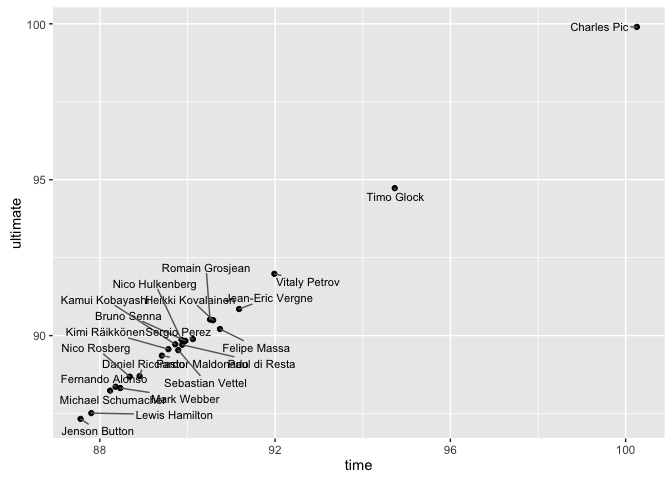 100
Charles Pic
95
Timo Glock
Romain Grosjean
Vitaly Petrov
Nico Hulkenberg
Kamui Kobayashi
Heikki Kovalainen
Jean-Eric Vergne
Bruno Senna
Kimi Räikkönen
Sergio Perez
90
Nico Rosberg
Felipe Massa
Daniel Ricciardo
Pastor Maldonado
Paul di Resta
Fernando Alonso
Sebastian Vettel
Michael Schumacher
Mark Webber
Lewis Hamilton
Jenson Button
ultimate
88
92
96
100
time